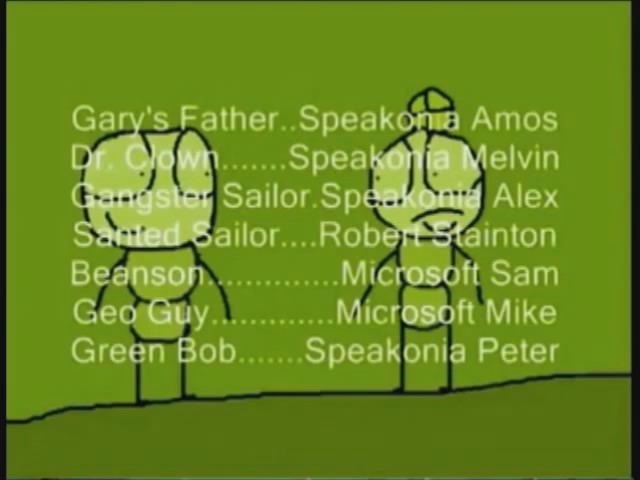 Gary's Father..Speakonia Amos
Dr. Clown.......Speakonia Melvin
Gangster Sailor.Speakonia Alex
Santed Sailor....Robert Stainton
Beanson..............Microsoft Sam
Geo Guy.............Microsoft Mike
Green Bob.......Speakonia Peter